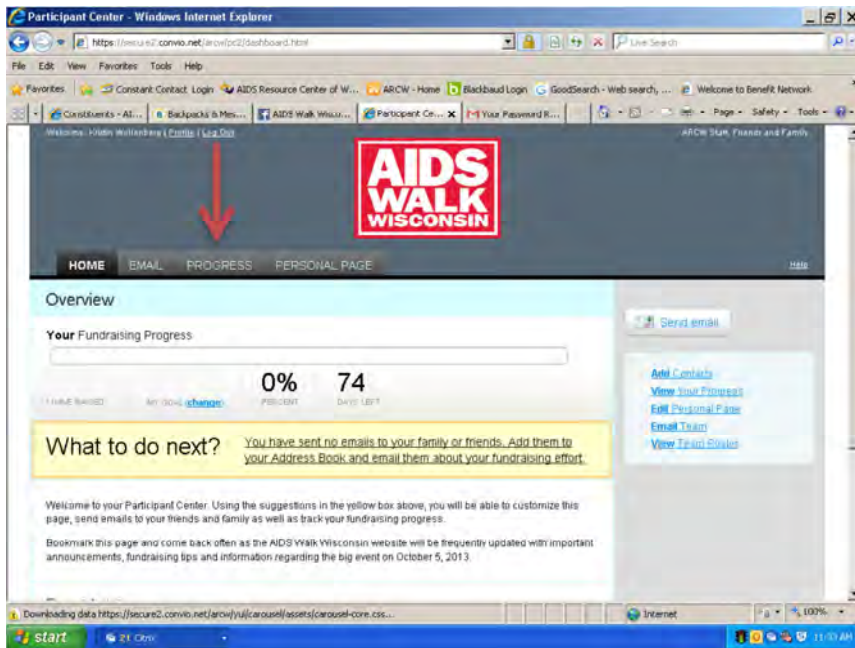 Participant Center - Windows Internet Explorer
https://secure2.convio.net/arcw/pc2/dashboard.html
Live Search
File Edit View Favorites Tools Help
Favorites Constant Contact Login AIDS Resource Center of W... ARCW - Home Blackbaud Login GoodSearch - Web search, ... Welcome to Benefit Network
Constituents - Al... Backpacks & Mes... AIDS Walk Wisco... Participant Ce... Your Password R... Page Safety Tools
Welcome, Kristin Wollenberg | Profile | Log Out
ARCW Staff, Friends and Family
AIDS
WALK
WISCONSIN
HOME EMAIL PROGRESS PERSONAL PAGE
Help
Overview
Send email
Your Fundraising Progress
0% 74
I HAVE RAISED MY GOAL (change) PERCENT DAYS LEFT
Add Contacts
View Your Progress
Edit Personal Page
Email Team
View Team Roster
What to do next?
You have sent no emails to your family or friends. Add them to
your Address Book and email them about your fundraising effort.
Welcome to your Participant Center. Using the suggestions in the yellow box above, you will be able to customize this
page, send emails to your friends and family as well as track your fundraising progress.
Bookmark this page and come back often as the AIDS Walk Wisconsin website will be frequently updated with important
announcements, fundraising tips and information regarding the big event on October 5, 2013.
Downloading data https://secure2.convio.net/arcw/yui/carousel/assets/carousel-core.css...
Internet
100%
start
21 Citrix